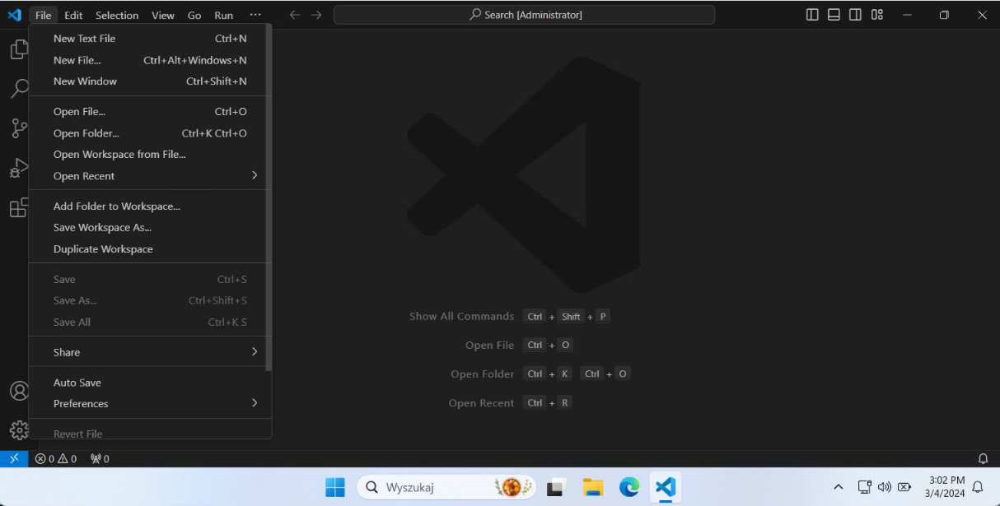 File Edit Selection View Go Run ··· Search [Administrator]
New Text File Ctrl+N
New File... Ctrl+Alt+Windows+N
New Window Ctrl+Shift+N
Open File... Ctrl+O
Open Folder... Ctrl+K Ctrl+O
Open Workspace from File...
Open Recent
Add Folder to Workspace...
Save Workspace As...
Duplicate Workspace
Save Ctrl+S
Save As... Ctrl+Shift+S
Save All Ctrl+K S
Share
Auto Save
Preferences
Revert File
Show All Commands Ctrl + Shift + P
Open File Ctrl + O
Open Folder Ctrl + K Ctrl + O
Open Recent Ctrl + R
0 0 0
Wyszukaj
3:02 PM
3/4/2024